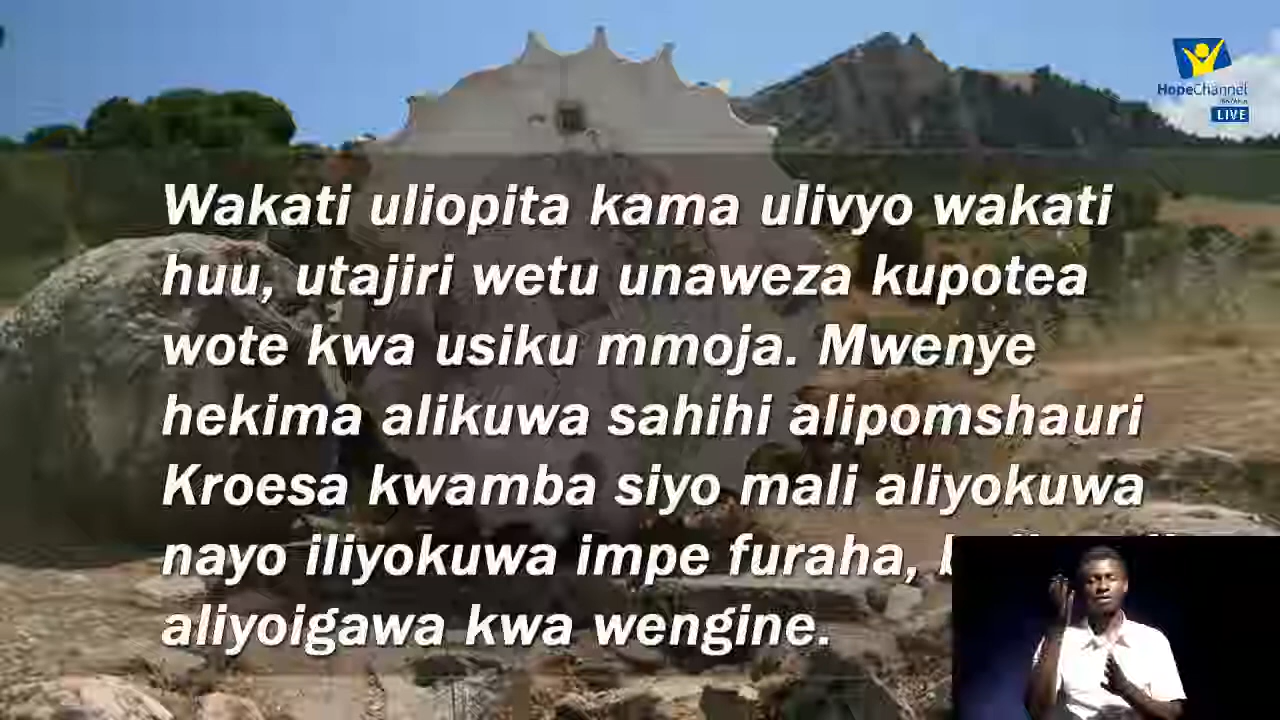 HopeChannel
LIVE
Wakati uliopita kama ulivyo wakati
huu, utajiri wetu unaweza kupotea
wote kwa usiku mmoja. Mwenye
hekima alikuwa sahihi alipomshauri
Kroesa kwamba siyo mali aliyokuwa
nayo iliyokuwa impe furaha,
aliyoigawa kwa wengine.